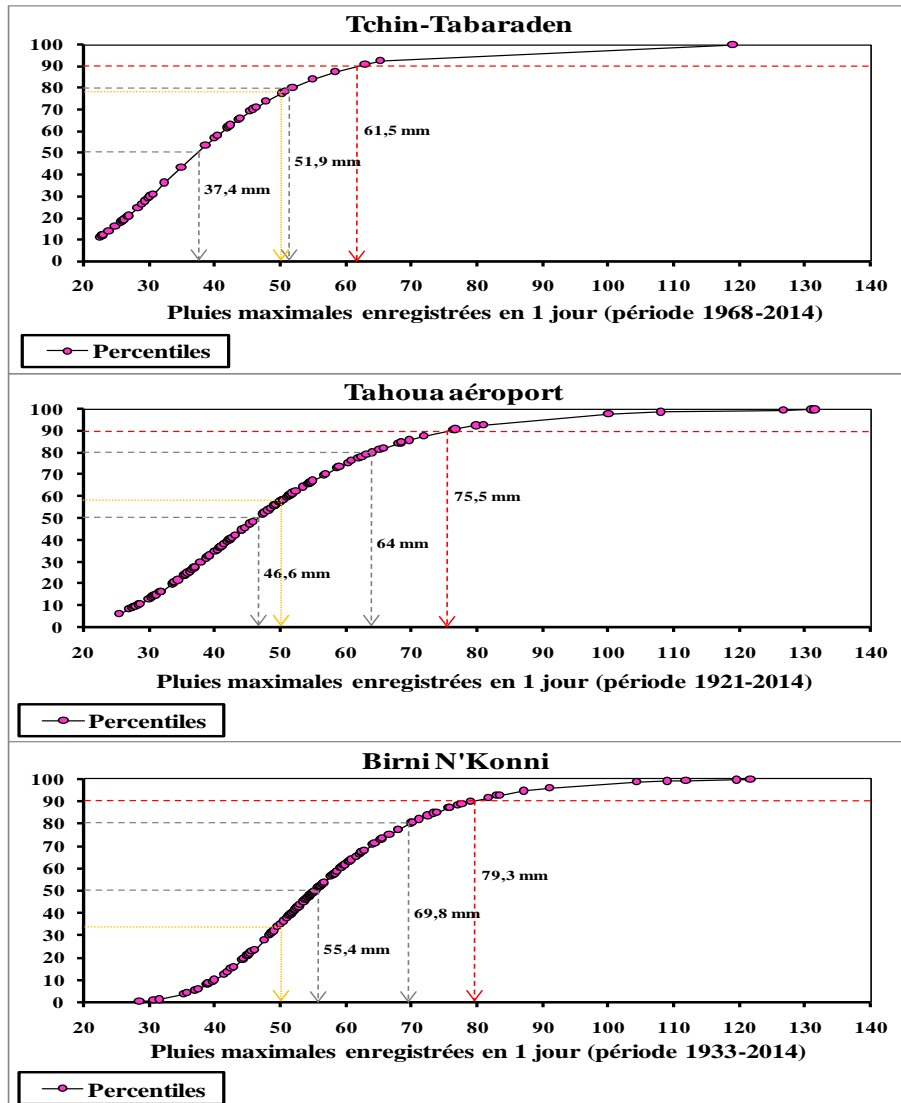 Tchin-Tabaraden
100
90
80
70
60
50
40
30
20
10
0
61,5 mm
51,9 mm
37,4 mm
20 30 40 50 60 70 80 90 100 110 120 130 140
Pluies maximales enregistrées en 1 jour (période 1968-2014)
Percentiles
Tahoua aéroport
100
90
80
70
60
50
40
30
20
10
0
75,5 mm
64 mm
46,6 mm
20 30 40 50 60 70 80 90 100 110 120 130 140
Pluies maximales enregistrées en 1 jour (période 1921-2014)
Percentiles
Birni N'Konni
100
90
80
70
60
50
40
30
20
10
0
79,3 mm
69,8 mm
55,4 mm
20 30 40 50 60 70 80 90 100 110 120 130 140
Pluies maximales enregistrées en 1 jour (période 1933-2014)
Percentiles